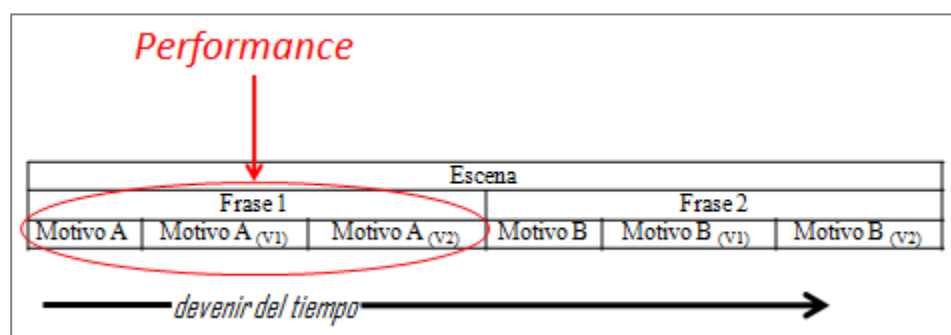 Performance
Escena
Frase 1 Frase 2
Motivo A Motivo A (V1) Motivo A (V2) Motivo B Motivo B (V1) Motivo B (V2)
devenir del tiempo